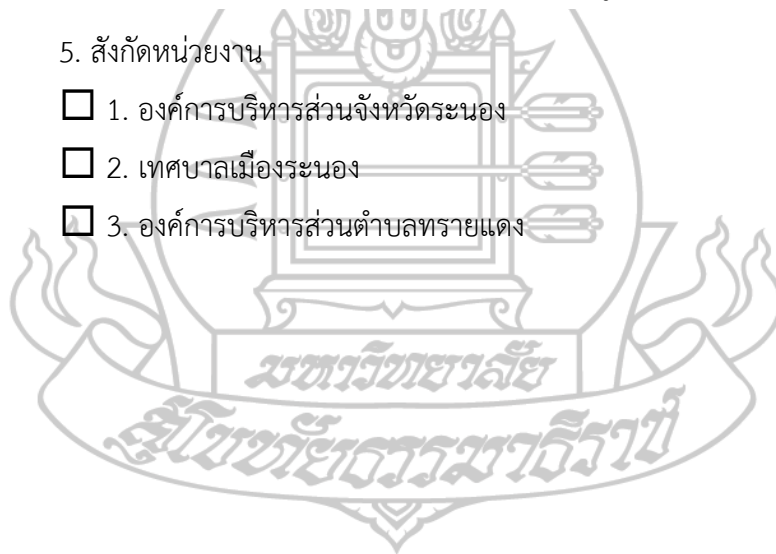 5. สังกัดหน่วยงาน
1. องค์การบริหารส่วนจังหวัดระนอง
2. เทศบาลเมืองระนอง
3. องค์การบริหารส่วนตำบลทรายแดง
มหาวิทยาลัย
สุโขทัยธรรมาธิราช